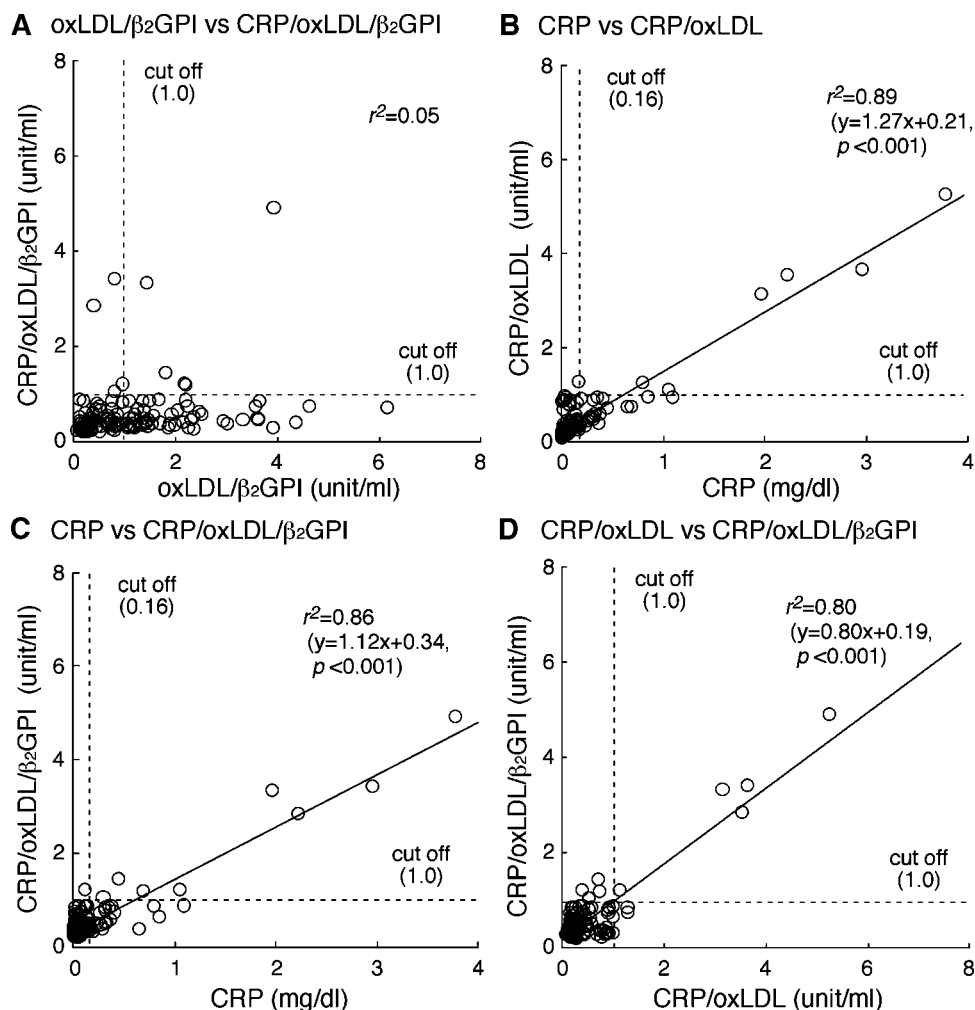 A oxLDL/β₂GPI vs CRP/oxLDL/β₂GPI
8
6
4
2
0
CRP/oxLDL/β₂GPI (unit/ml)
cut off
(1.0)
r²=0.05
cut off
(1.0)
0 2 4 6 8
oxLDL/β₂GPI (unit/ml)
B CRP vs CRP/oxLDL
8
6
4
2
0
CRP/oxLDL (unit/ml)
cut off
(0.16)
r²=0.89
(y=1.27x+0.21,
p<0.001)
cut off
(1.0)
0 1 2 3 4
CRP (mg/dl)
C CRP vs CRP/oxLDL/β₂GPI
8
6
4
2
0
CRP/oxLDL/β₂GPI (unit/ml)
cut off
(0.16)
r²=0.86
(y=1.12x+0.34,
p<0.001)
cut off
(1.0)
0 1 2 3 4
CRP (mg/dl)
D CRP/oxLDL vs CRP/oxLDL/β₂GPI
8
6
4
2
0
CRP/oxLDL/β₂GPI (unit/ml)
cut off
(1.0)
r²=0.80
(y=0.80x+0.19,
p<0.001)
cut off
(1.0)
0 2 4 6 8
CRP/oxLDL (unit/ml)